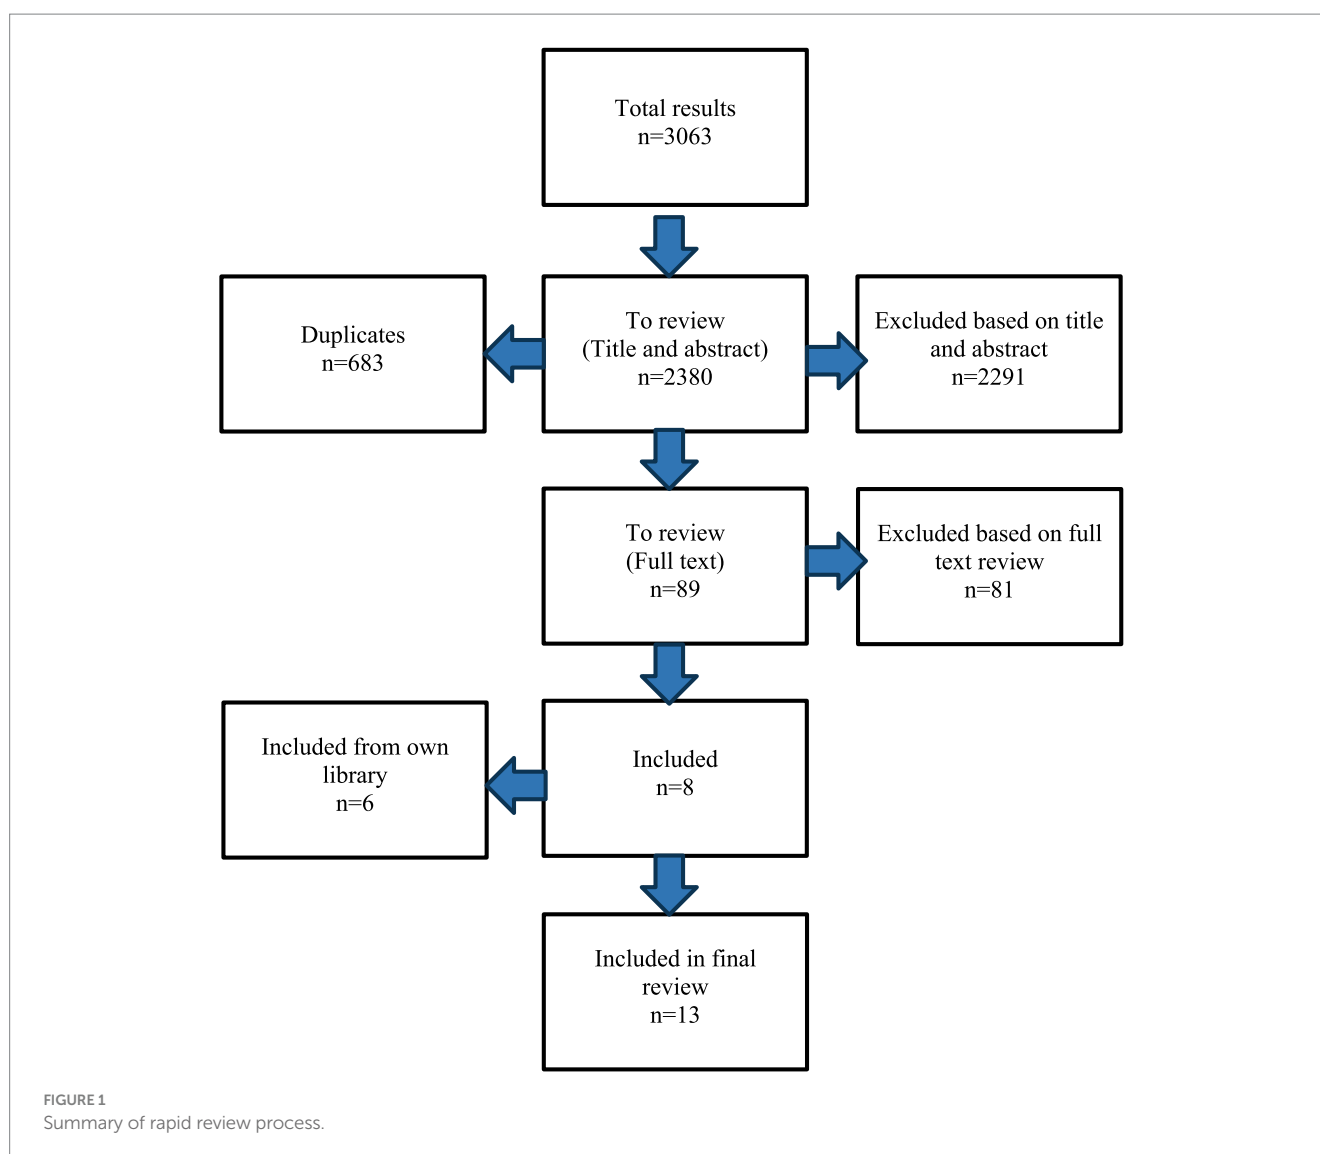 Total results
n=3063
Duplicates
n=683
To review
(Title and abstract)
n=2380
Excluded based on title
and abstract
n=2291
To review
(Full text)
n=89
Excluded based on full
text review
n=81
Included from own
library
n=6
Included
n=8
Included in final
review
n=13
FIGURE 1
Summary of rapid review process.